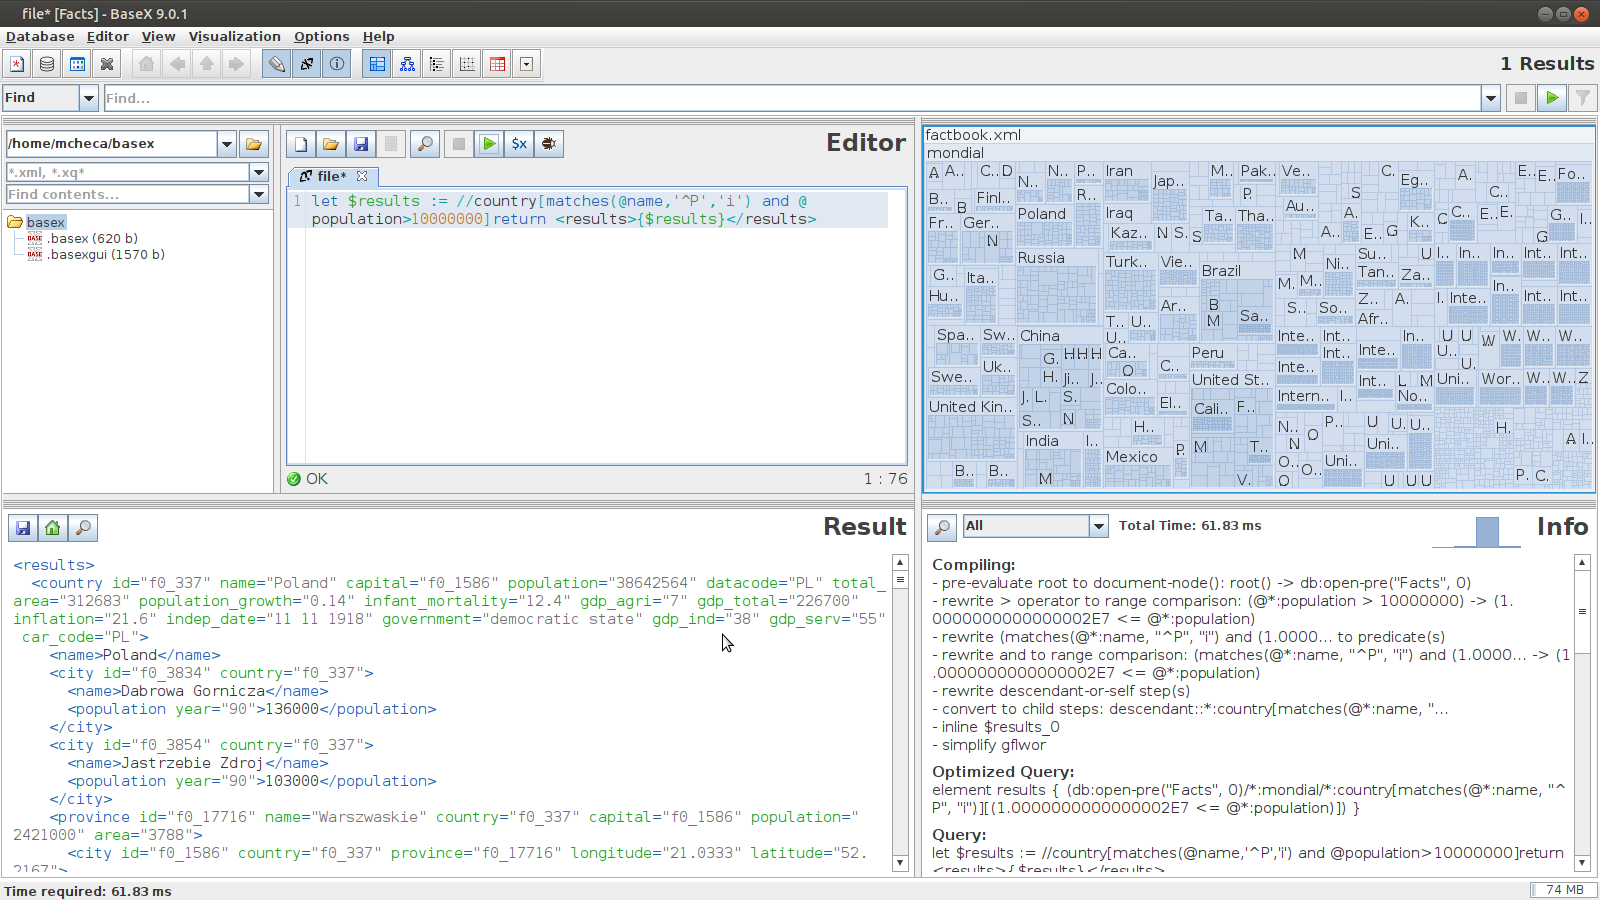 file* [Facts] - BaseX 9.0.1
Database Editor View Visualization Options Help
1 Results
Find
Find...
/home/mcheca/basex
*.xml, *.xq*
Find contents...
basex
.basex (620 b)
.basexgui (1570 b)
$x
Editor
file*
1 let $results := //country[matches(@name,'^P','i') and @
population>10000000]return <results>{$results}</results>
OK
1 : 76
factbook.xml
mondial
A A.. C.. D N.. P.. Iran M.. Pak.. Ve.. C. E.. Fo..
N.. Finl.. R.. Jap.. P. S Eg.. A. E..
Poland Iraq Ta.. Tha.. Au.. C.
Fr.. Ger.. Kaz.. N S. S. A. E.. G K.. C E.. G.. I..
N G
Russia Turk.. Vie.. Brazil M Su.. U I.. In.. In.. Int.. Int..
G.. Ita.. Ni.. Tan.. Za..
Hu.. Ar.. B M. M.. Z.. A. I. Inte.. In.. Int.. Int..
T.. U.. M Sa.. S.. So.. Afr..
Spa.. Sw.. China U.. Inte.. Int.. In.. U U W W.. W.. W..
G. H H H Ca.. Peru Int.. Inte.. U..
Swe.. Uk.. H. Ji.. J.. O C.. United St.. Inte.. Int.. L M Uni.. U. Wor.. W.. W.. Z
United Kin.. J. L. S. Colo.. El.. Cali.. F.. Intern.. I.. No..
S.. N H.. N.. P.. U U.. U.. H.
India I.. M T.. N O Uni.. A I..
B.. B.. M Mexico P. V. O.. O.. Uni.. P. C.
O U U U
Result
<results>
<country id="f0_337" name="Poland" capital="f0_1586" population="38642564" datacode="PL" total_
area="312683" population_growth="0.14" infant_mortality="12.4" gdp_agri="7" gdp_total="226700"
inflation="21.6" indep_date="11 11 1918" government="democratic state" gdp_ind="38" gdp_serv="55"
car_code="PL">
<name>Poland</name>
<city id="f0_3834" country="f0_337">
<name>Dabrowa Gornicza</name>
<population year="90">136000</population>
</city>
<city id="f0_3854" country="f0_337">
<name>Jastrzebie Zdroj</name>
<population year="90">103000</population>
</city>
<province id="f0_17716" name="Warszwaskie" country="f0_337" capital="f0_1586" population="
2421000" area="3788">
<city id="f0_1586" country="f0_337" province="f0_17716" longitude="21.0333" latitude="52.
2167">
All
Total Time: 61.83 ms
Info
Compiling:
- pre-evaluate root to document-node(): root() -> db:open-pre("Facts", 0)
- rewrite > operator to range comparison: (@*:population > 10000000) -> (1.
0000000000000002E7 <= @*:population)
- rewrite (matches(@*:name, "^P", "i") and (1.0000... to predicate(s)
- rewrite and to range comparison: (matches(@*:name, "^P", "i") and (1.0000... -> (1
.0000000000000002E7 <= @*:population)
- rewrite descendant-or-self step(s)
- convert to child steps: descendant::*:country[matches(@*:name, "...
- inline $results_0
- simplify gflwor
Optimized Query:
element results { (db:open-pre("Facts", 0)/*:mondial/*:country[matches(@*:name, "^
P", "i")][(1.0000000000000002E7 <= @*:population)]) }
Query:
let $results := //country[matches(@name,'^P','i') and @population>10000000]return
<results>{$results}</results>
Time required: 61.83 ms
74 MB